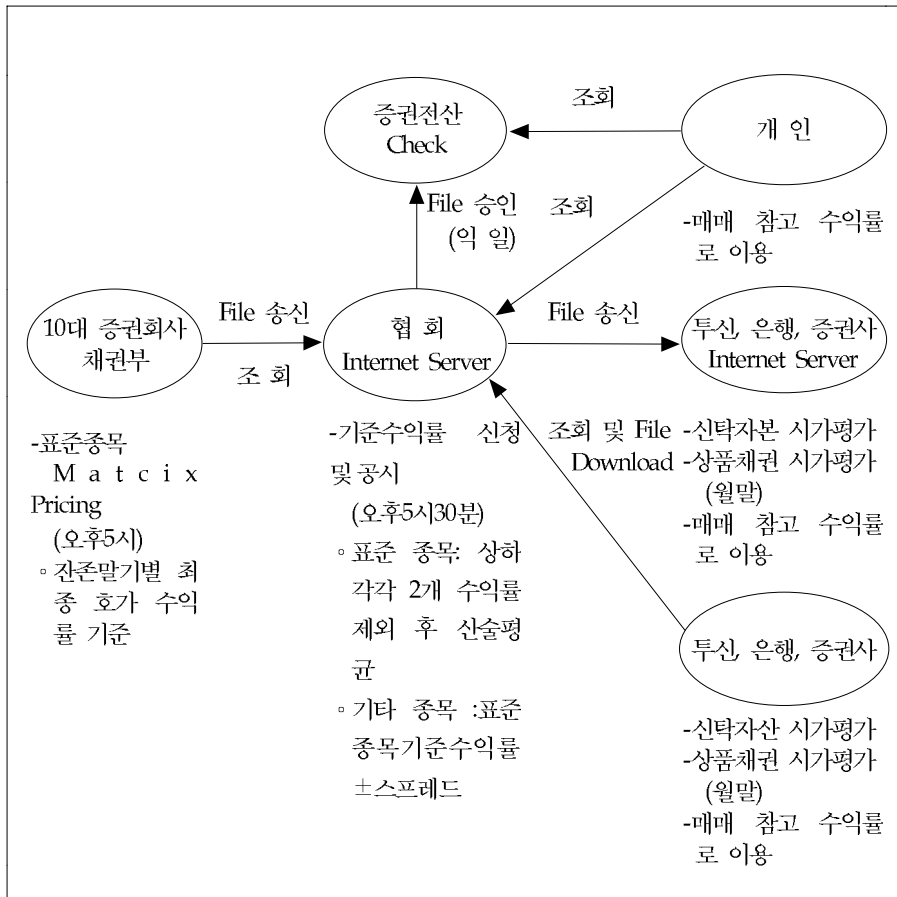 증권전산
Check
조회
개 인
File 승인
(익 일)
조회
-매매 참고 수익률
로 이용
10대 증권회사
채권부
File 송신
조 회
협 회
Internet Server
File 송신
투신, 은행, 증권사
Internet Server
-표준종목
M a t c i x
Pricing
(오후5시)
▫잔존말기별 최
종 호가 수익
률 기준
-기준수익률 신청
및 공시
(오후5시30분)
▫표준 종목: 상하
각각 2개 수익률
제외 후 산술평
균
▫기타 종목 :표준
종목기준수익률
±스프레드
조회 및 File
Download
-신탁자본 시가평가
-상품채권 시가평가
(월말)
-매매 참고 수익률
로 이용
투신, 은행, 증권사
-신탁자산 시가평가
-상품채권 시가평가
(월말)
-매매 참고 수익률
로 이용